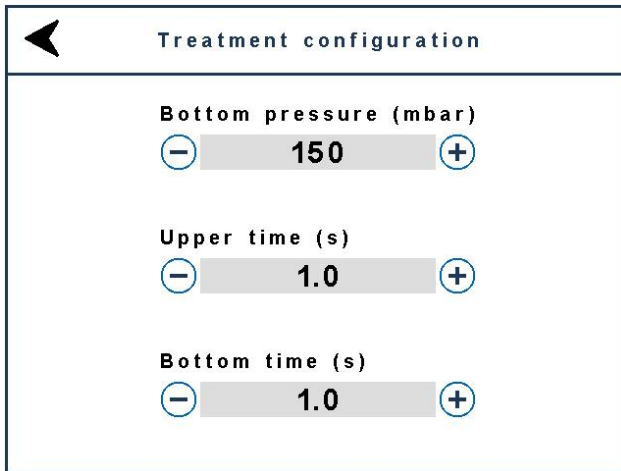 Treatment configuration
Bottom pressure (mbar)
− 150 +
Upper time (s)
− 1.0 +
Bottom time (s)
− 1.0 +